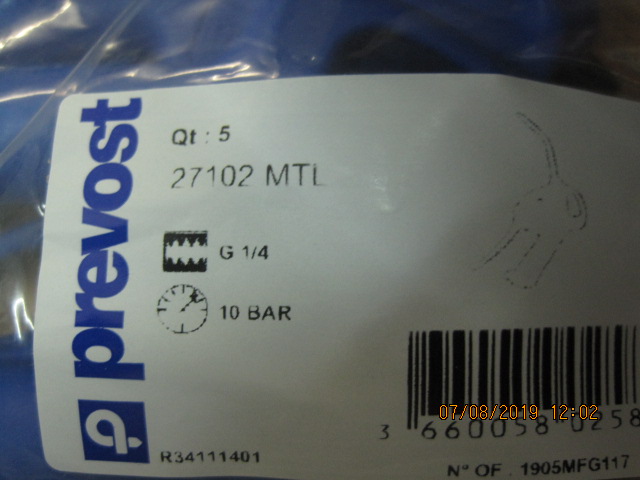 prevost
Qt : 5
27102 MTL
G 1/4
10 BAR
R34111401
3 660058 0258
07/08/2019 12:02
N° OF . 1905MFG117